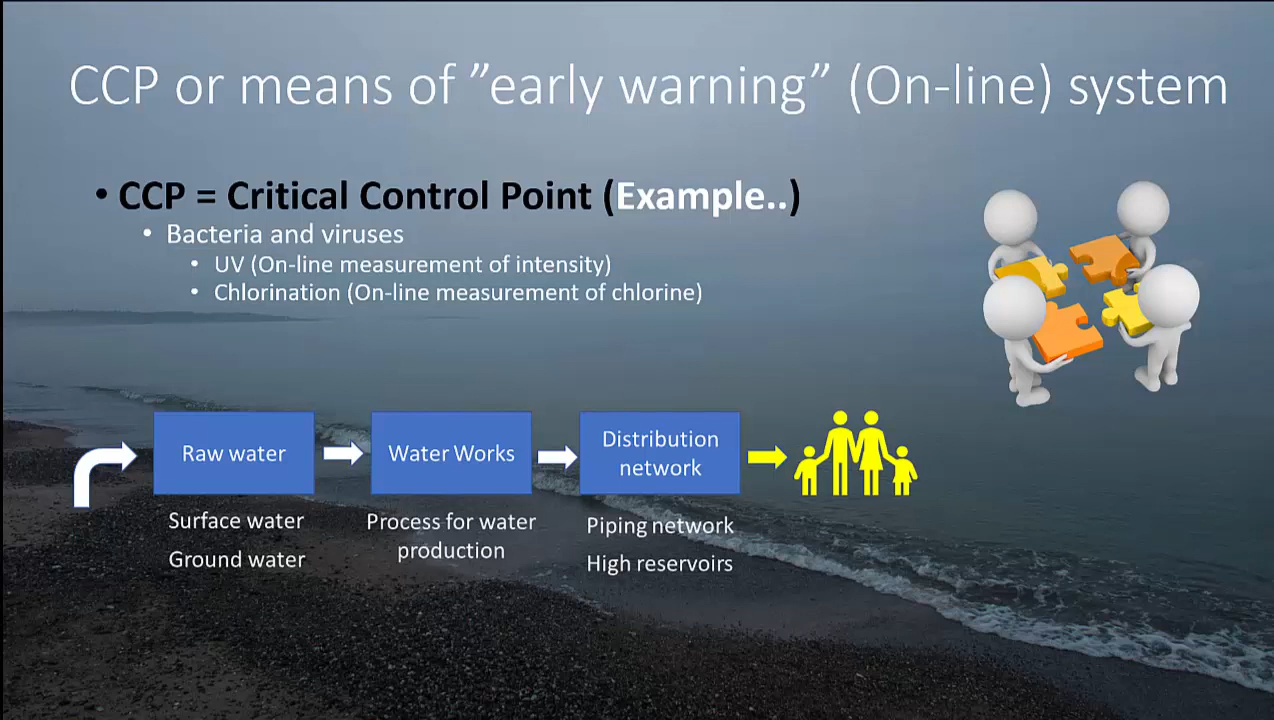 CCP or means of ”early warning” (On-line) system
• CCP = Critical Control Point (Example..)
• Bacteria and viruses
• UV (On-line measurement of intensity)
• Chlorination (On-line measurement of chlorine)
Raw water
Surface water
Ground water
Water Works
Process for water
production
Distribution
network
Piping network
High reservoirs